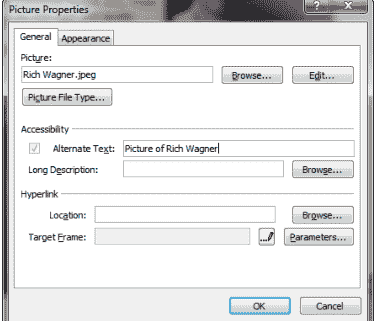 Picture Properties
General Appearance
Picture:
Rich Wagner.jpeg Browse... Edit...
Picture File Type...
Accessibility
Alternate Text: Picture of Rich Wagner
Long Description: Browse...
Hyperlink
Location: Browse...
Target Frame: Parameters...
OK Cancel